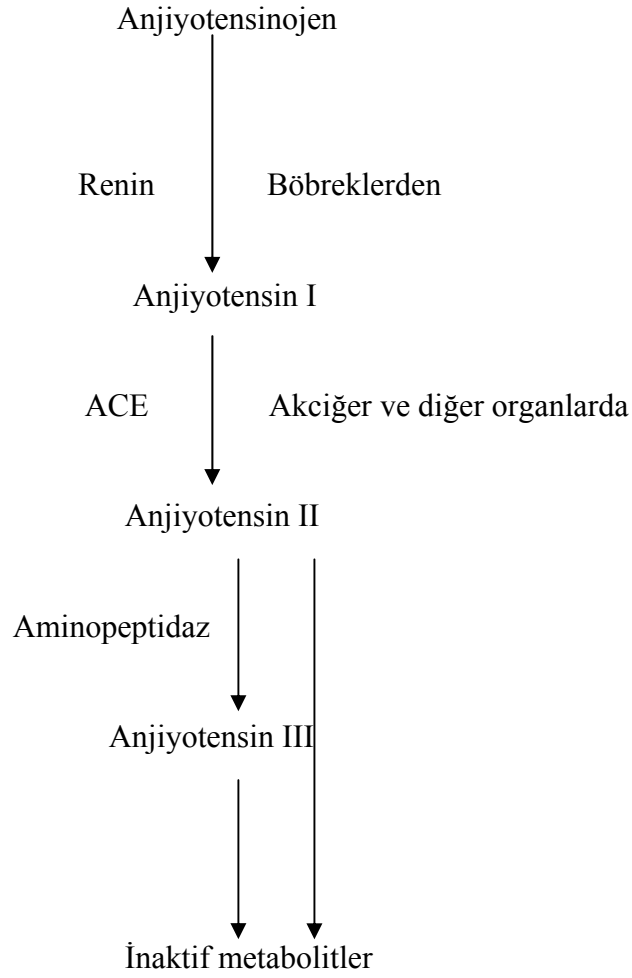 Anjiyotensinojen
Renin Böbreklerden
Anjiyotensin I
ACE Akciğer ve diğer organlarda
Anjiyotensin II
Aminopeptidaz
Anjiyotensin III
İnaktif metabolitler